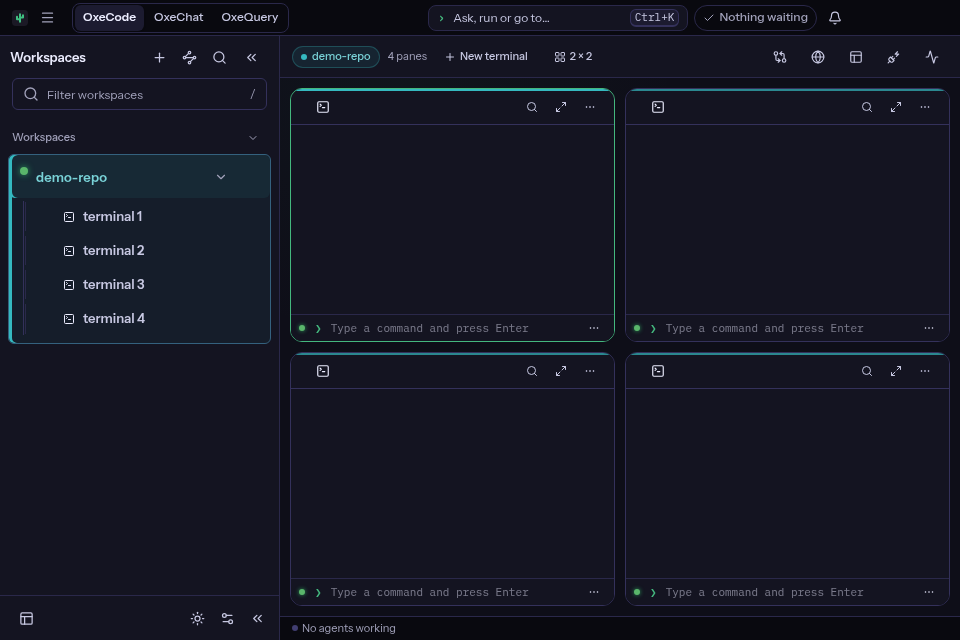 OxeCode OxeChat OxeQuery
Ask, run or go to... Ctrl+K
Nothing waiting
Workspaces
Filter workspaces /
Workspaces
demo-repo
terminal 1
terminal 2
terminal 3
terminal 4
demo-repo 4 panes New terminal 2×2
Type a command and press Enter
Type a command and press Enter
Type a command and press Enter
Type a command and press Enter
No agents working